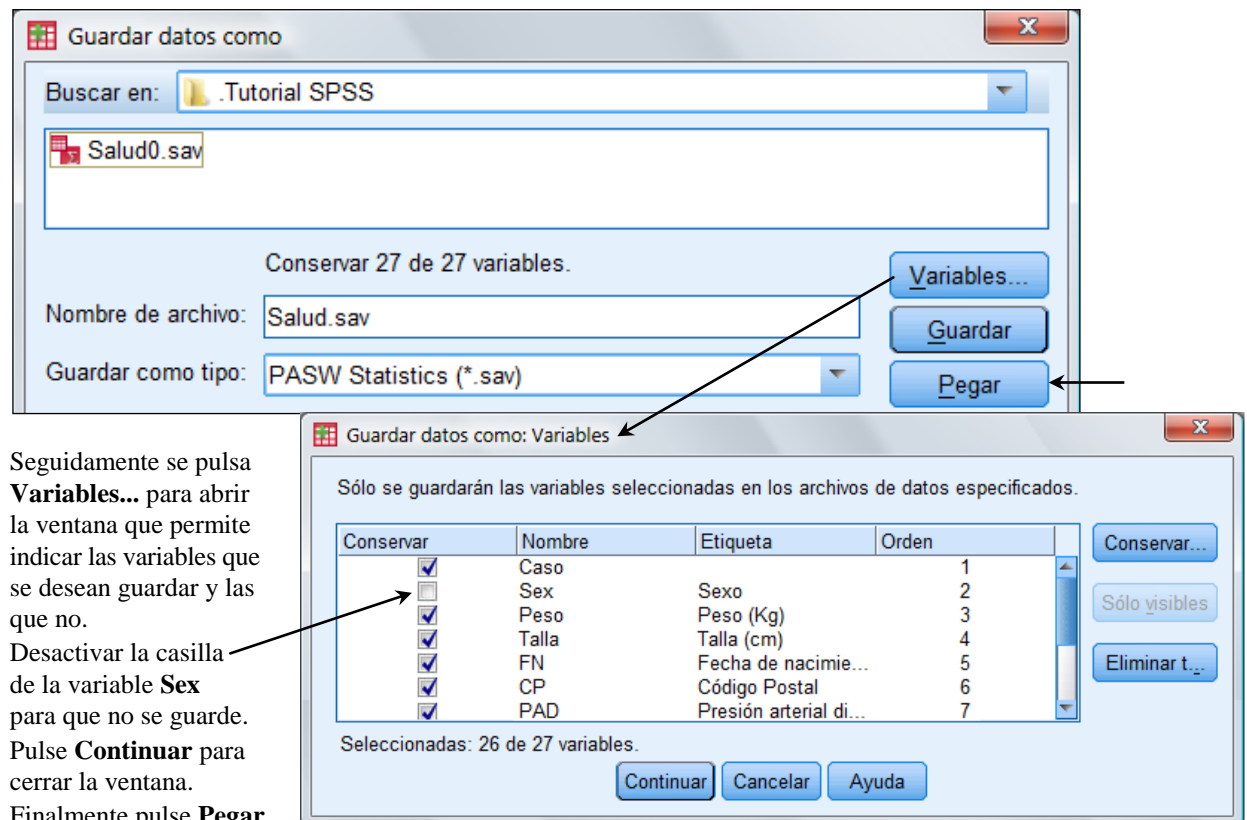 Guardar datos como
Buscar en: .Tutorial SPSS
Salud0.sav
Conservar 27 de 27 variables.
Variables...
Nombre de archivo: Salud.sav
Guardar
Guardar como tipo: PASW Statistics (*.sav)
Pegar
Seguidamente se pulsa
Variables... para abrir
la ventana que permite
indicar las variables que
se desean guardar y las
que no.
Desactivar la casilla
de la variable Sex
para que no se guarde.
Pulse Continuar para
cerrar la ventana.
Finalmente pulse Pegar
Guardar datos como: Variables
Sólo se guardarán las variables seleccionadas en los archivos de datos especificados.
Conservar Nombre Etiqueta Orden
Caso 1
Sex Sexo 2
Peso Peso (Kg) 3
Talla Talla (cm) 4
FN Fecha de nacimie... 5
CP Código Postal 6
PAD Presión arterial di... 7
Conservar...
Sólo visibles
Eliminar t...
Seleccionadas: 26 de 27 variables.
Continuar Cancelar Ayuda